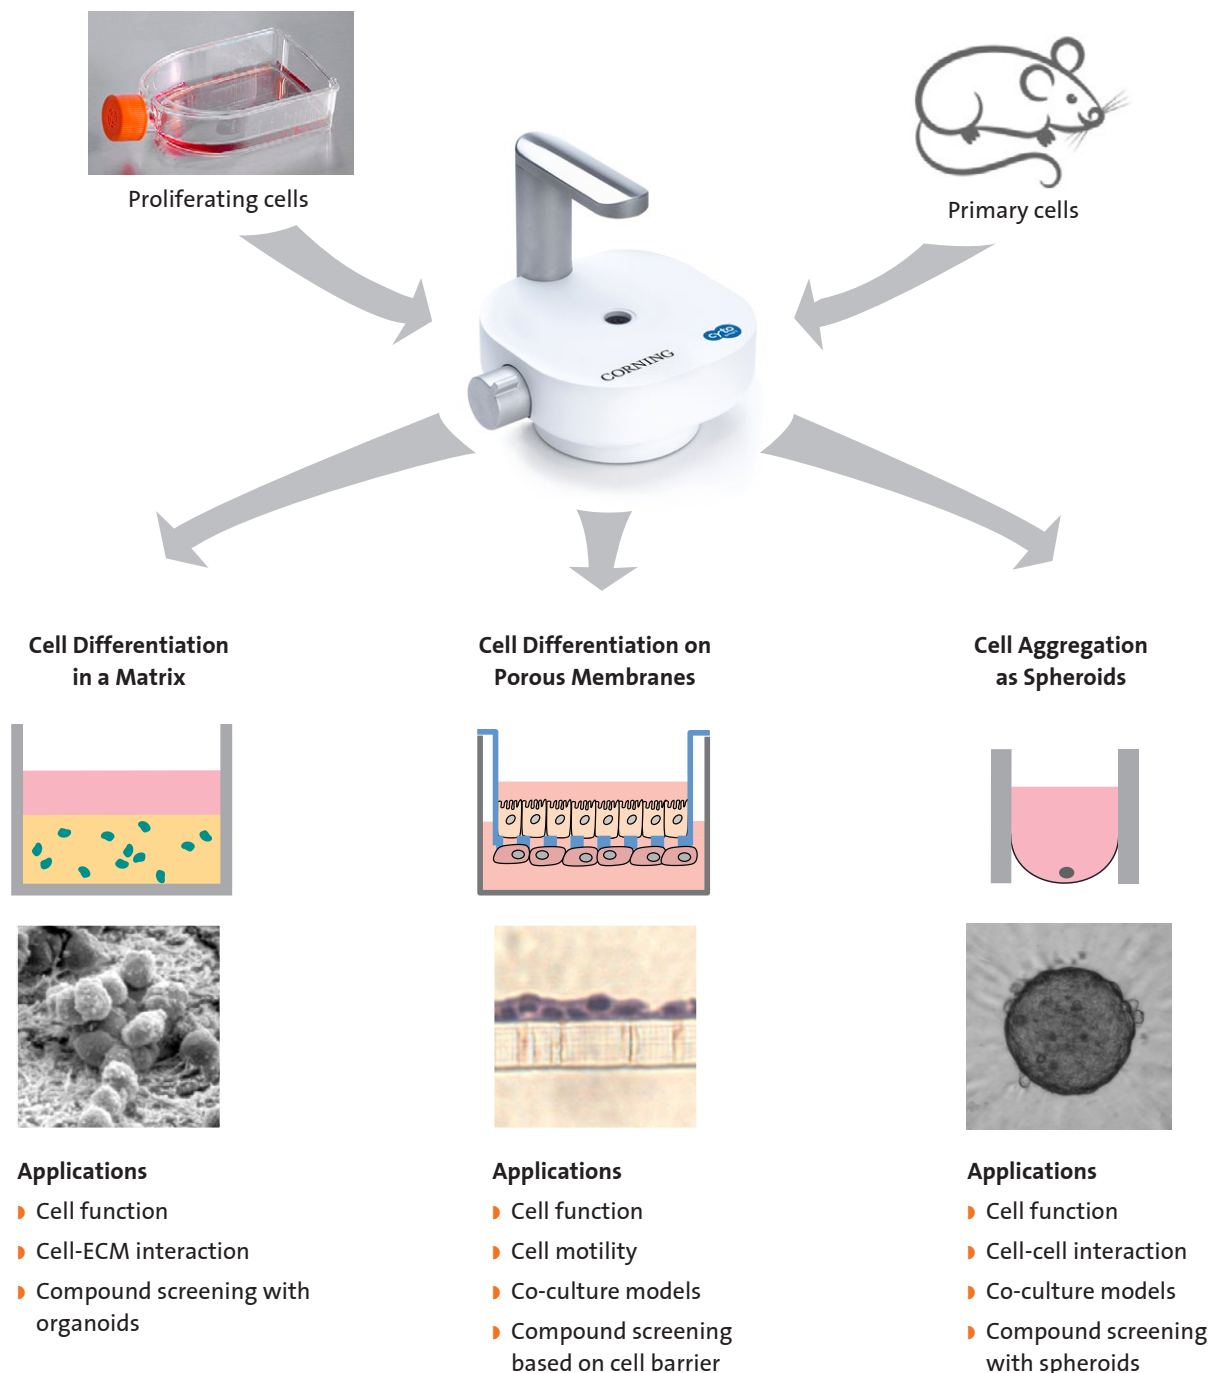 Proliferating cells
Primary cells
cyto
CORNING
Cell Differentiation
in a Matrix
Cell Differentiation on
Porous Membranes
Cell Aggregation
as Spheroids
Applications
Cell function
Cell-ECM interaction
Compound screening with
organoids
Applications
Cell function
Cell motility
Co-culture models
Compound screening
based on cell barrier
Applications
Cell function
Cell-cell interaction
Co-culture models
Compound screening
with spheroids